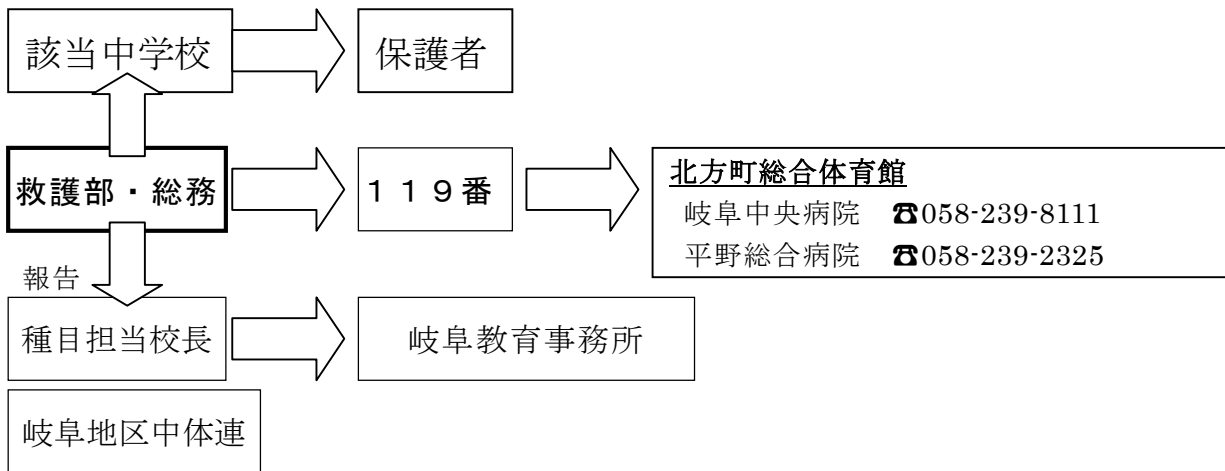 該当中学校
保護者
救護部・総務
119番
北方町総合体育館
岐阜中央病院 ☎058-239-8111
平野総合病院 ☎058-239-2325
報告
種目担当校長
岐阜教育事務所
岐阜地区中体連